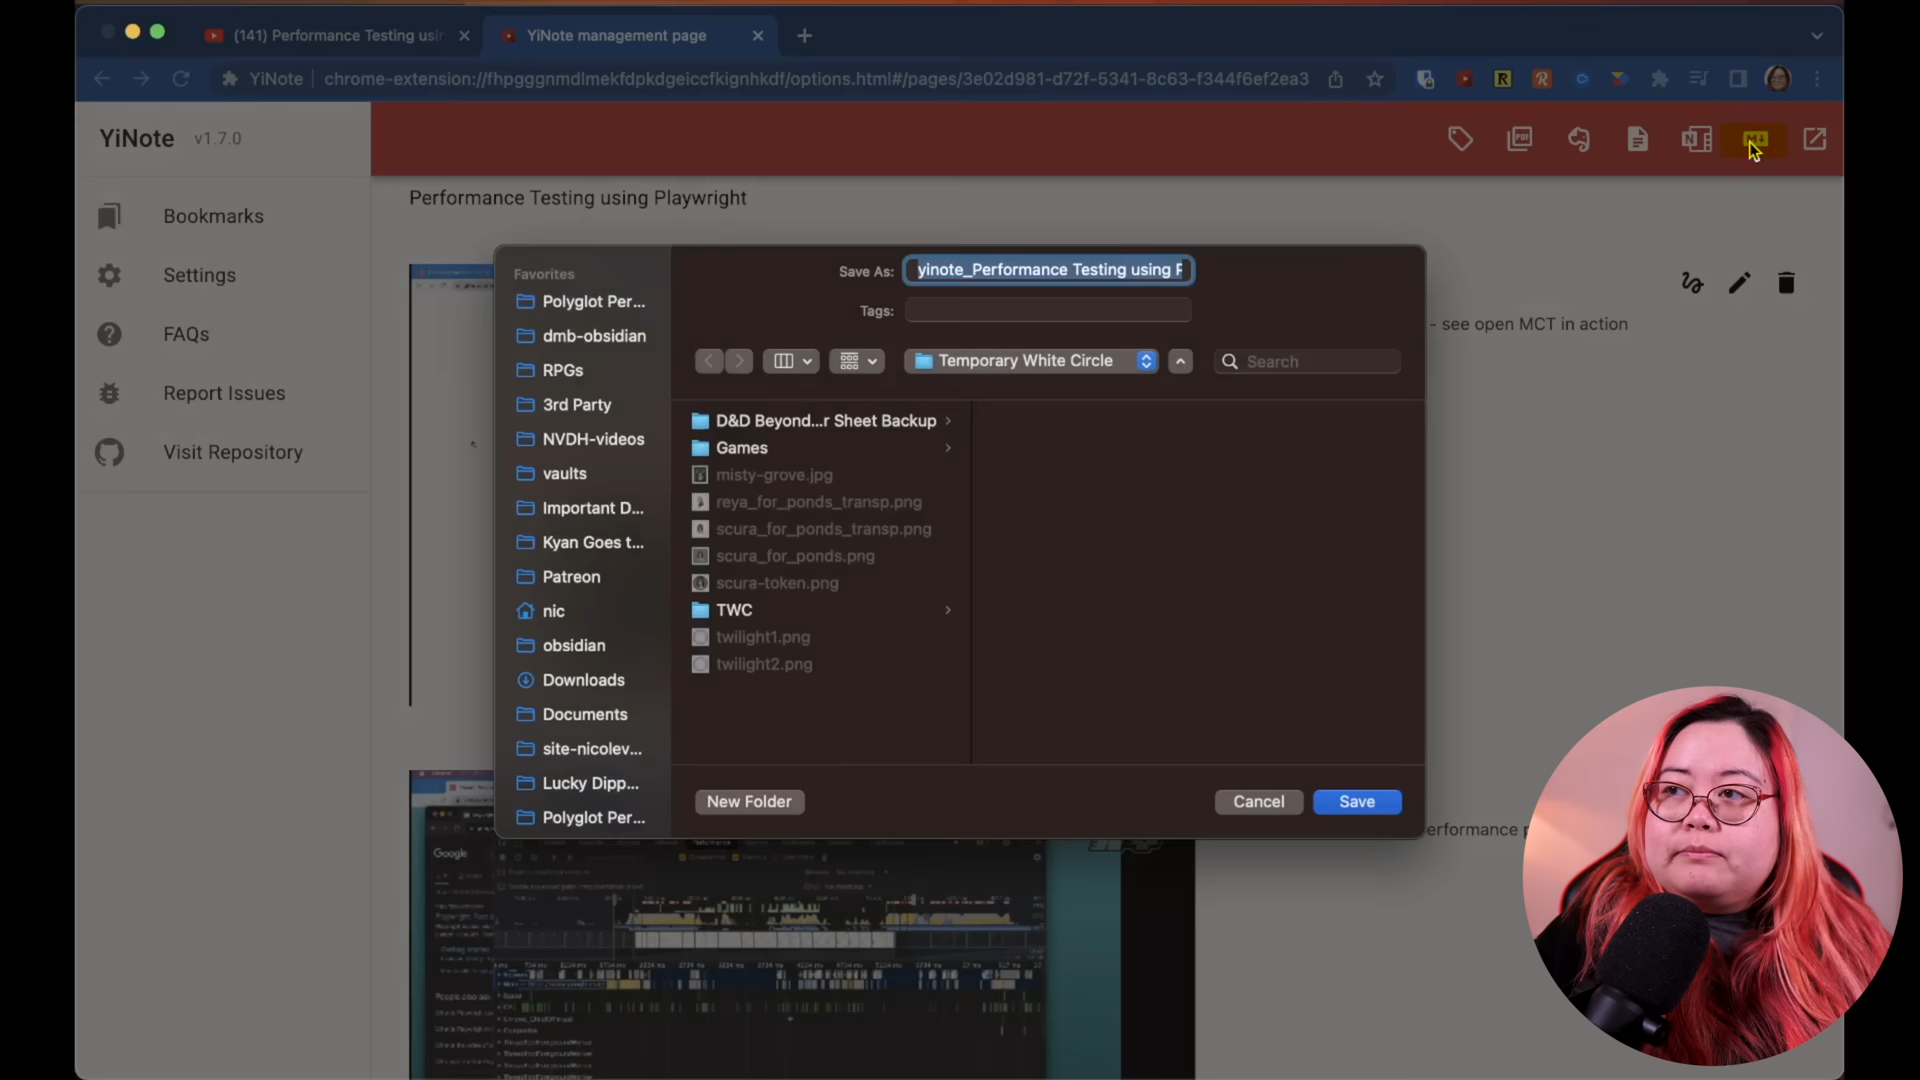 (141) Performance Testing usin
YiNote management page
YiNote
chrome-extension://fhpgggnmdlmekfdpkdgeiccfkignhkdf/options.html#/pages/3e02d981-d72f-5341-8c63-f344f6ef2ea3
YiNote v1.7.0
PDF
N
M↓
Bookmarks
Settings
FAQs
Report Issues
Visit Repository
Performance Testing using Playwright
- see open MCT in action
erformance p
Favorites
Polyglot Per...
dmb-obsidian
RPGs
3rd Party
NVDH-videos
vaults
Important D...
Kyan Goes t...
Patreon
nic
obsidian
Downloads
Documents
site-nicolev...
Lucky Dipp...
Polyglot Per...
Save As: yinote_Performance Testing using P
Tags:
Temporary White Circle
Search
D&D Beyond...r Sheet Backup
Games
misty-grove.jpg
reya_for_ponds_transp.png
scura_for_ponds_transp.png
scura_for_ponds.png
scura-token.png
TWC
twilight1.png
twilight2.png
New Folder
Cancel
Save
Google